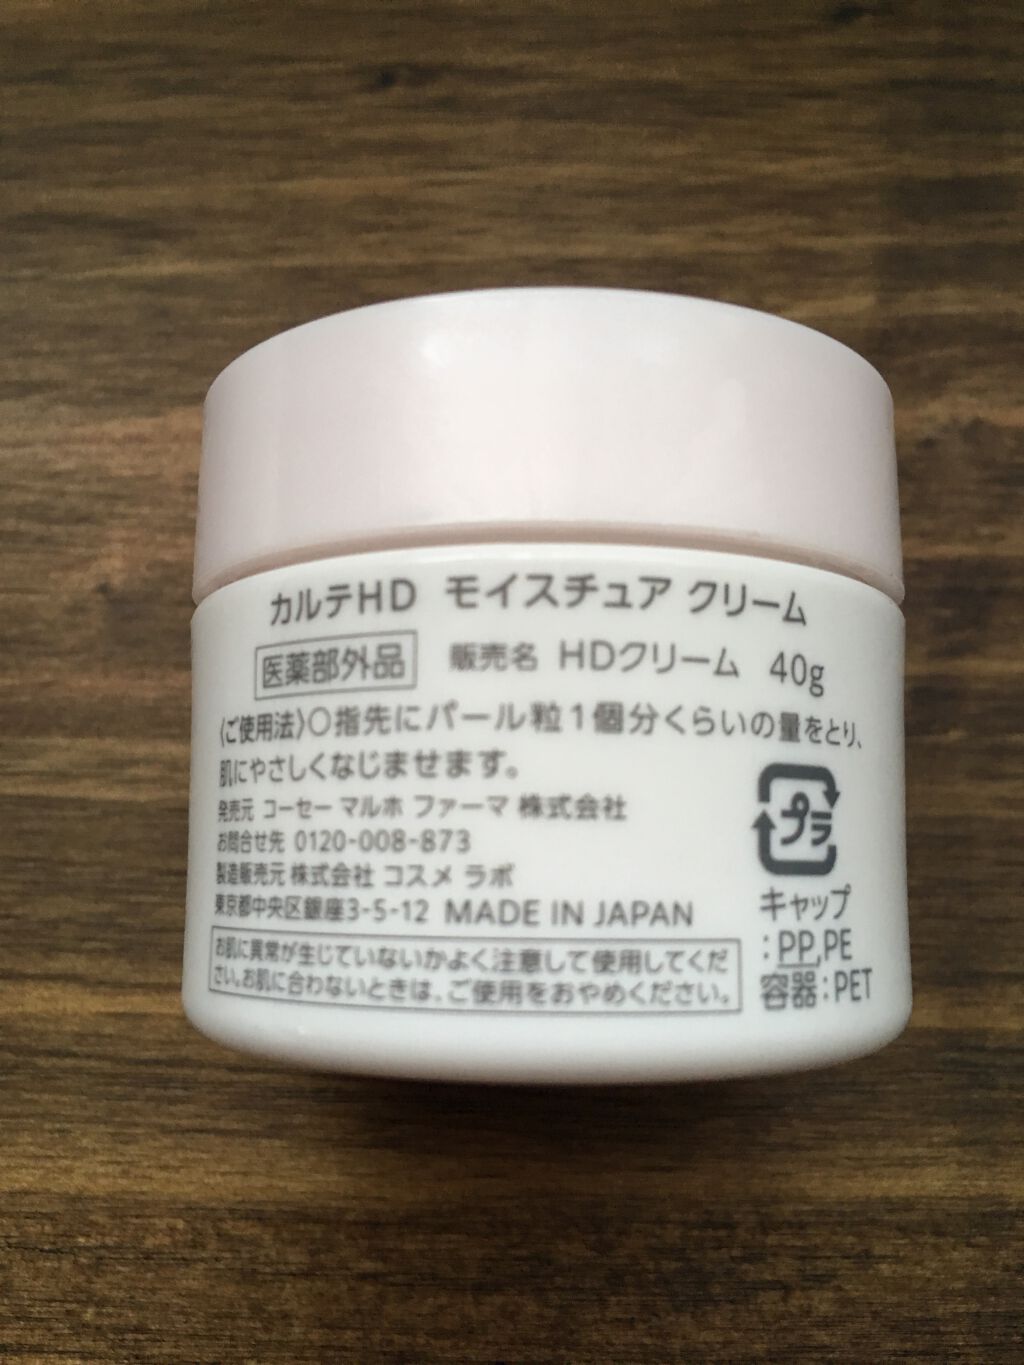 カルテHD モイスチュア クリーム
医薬部外品 販売名 HDクリーム 40g
〈ご使用法〉○指先にパール粒1個分くらいの量をとり、
肌にやさしくなじませます。
発売元 コーセー マルホ ファーマ 株式会社
お問合せ先 0120-008-873
製造販売元 株式会社 コスメ ラボ
東京都中央区銀座3-5-12 MADE IN JAPAN
お肌に異常が生じていないかよく注意して使用してくだ
さい。お肌に合わないときは、ご使用をおやめください。
プラ
キャップ
:PP,PE
容器:PET